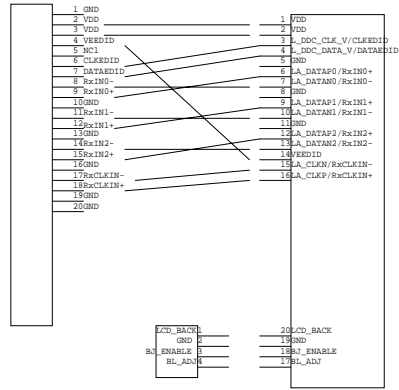 1 GND
2 VDD
3 VDD
4 VEEDID
5 NC1
6 CLKEDID
7 DATAEDID
8 RxIN0-
9 RxIN0+
10GND
11RxIN1-
12RxIN1+
13GND
14RxIN2-
15RxIN2+
16GND
17RxCLKIN-
18RxCLKIN+
19GND
20GND
1 VDD
2 VDD
3 L_DDC_CLK_V/CLKEDID
4 L_DDC_DATA_V/DATAEDID
5 GND
6 LA_DATAP0/RxIN0+
7 LA_DATAN0/RxIN0-
8 GND
9 LA_DATAP1/RxIN1+
10LA_DATAN1/RxIN1-
11GND
12LA_DATAP2/RxIN2+
13LA_DATAN2/RxIN2-
14VEEDID
15LA_CLKN/RxCLKIN-
16LA_CLKP/RxCLKIN+
LCD_BACK1
GND 2
BJ_ENABLE 3
BL_ADJ4
20LCD_BACK
19GND
18BJ_ENABLE
17BL_ADJ